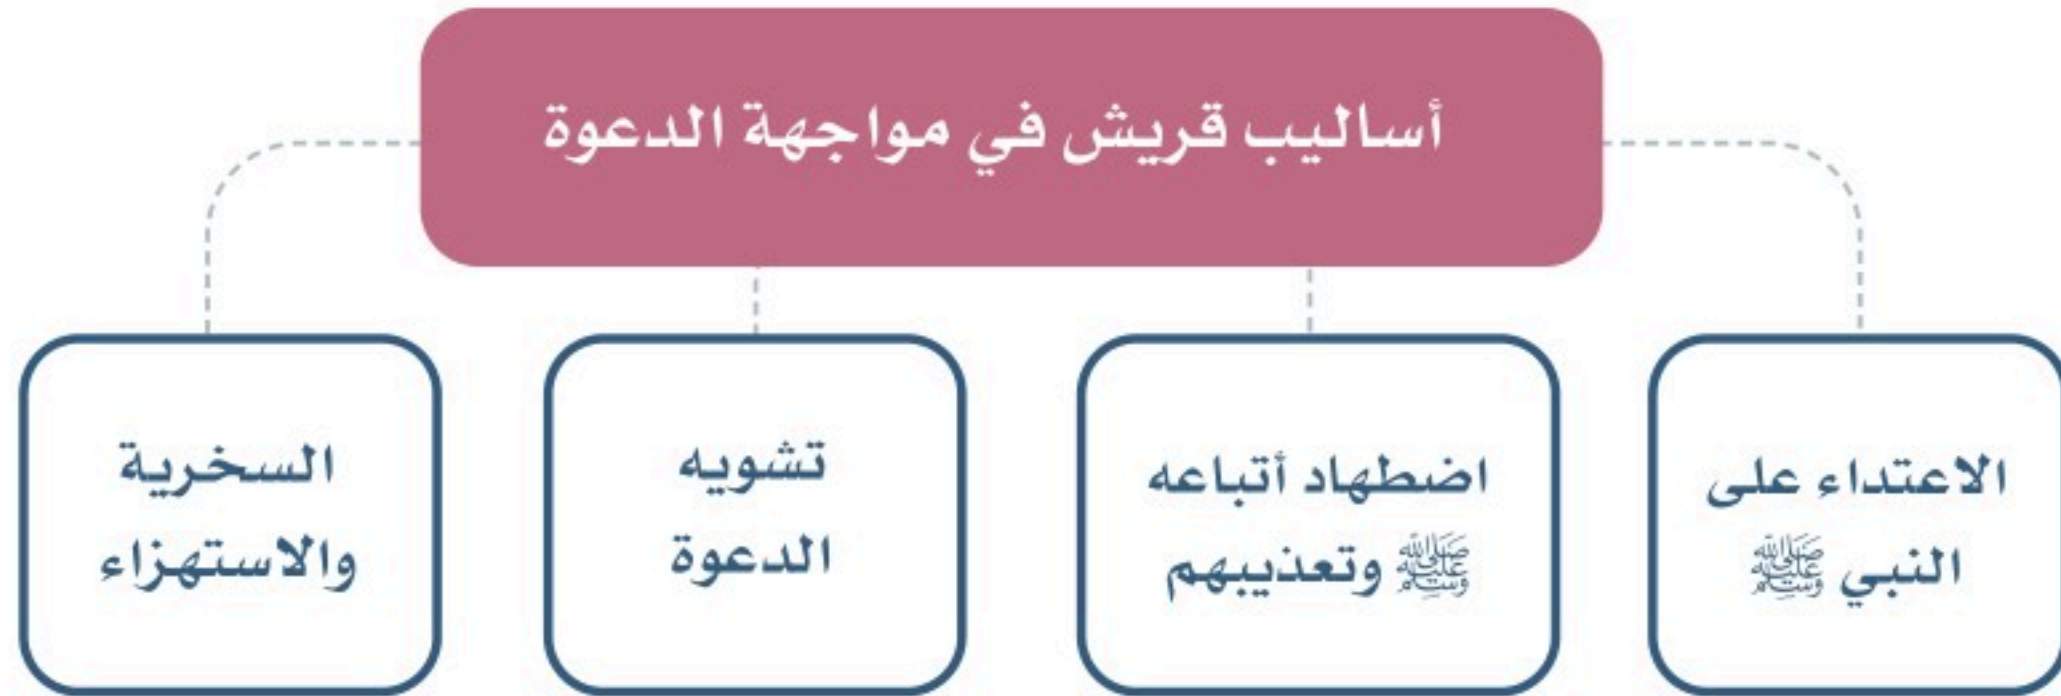 أساليب قريش في مواجهة الدعوة
الاعتداء على
النبي ﷺ
اضطهاد أتباعه
ﷺ وتعذيبهم
تشويه
الدعوة
السخرية
والاستهزاء